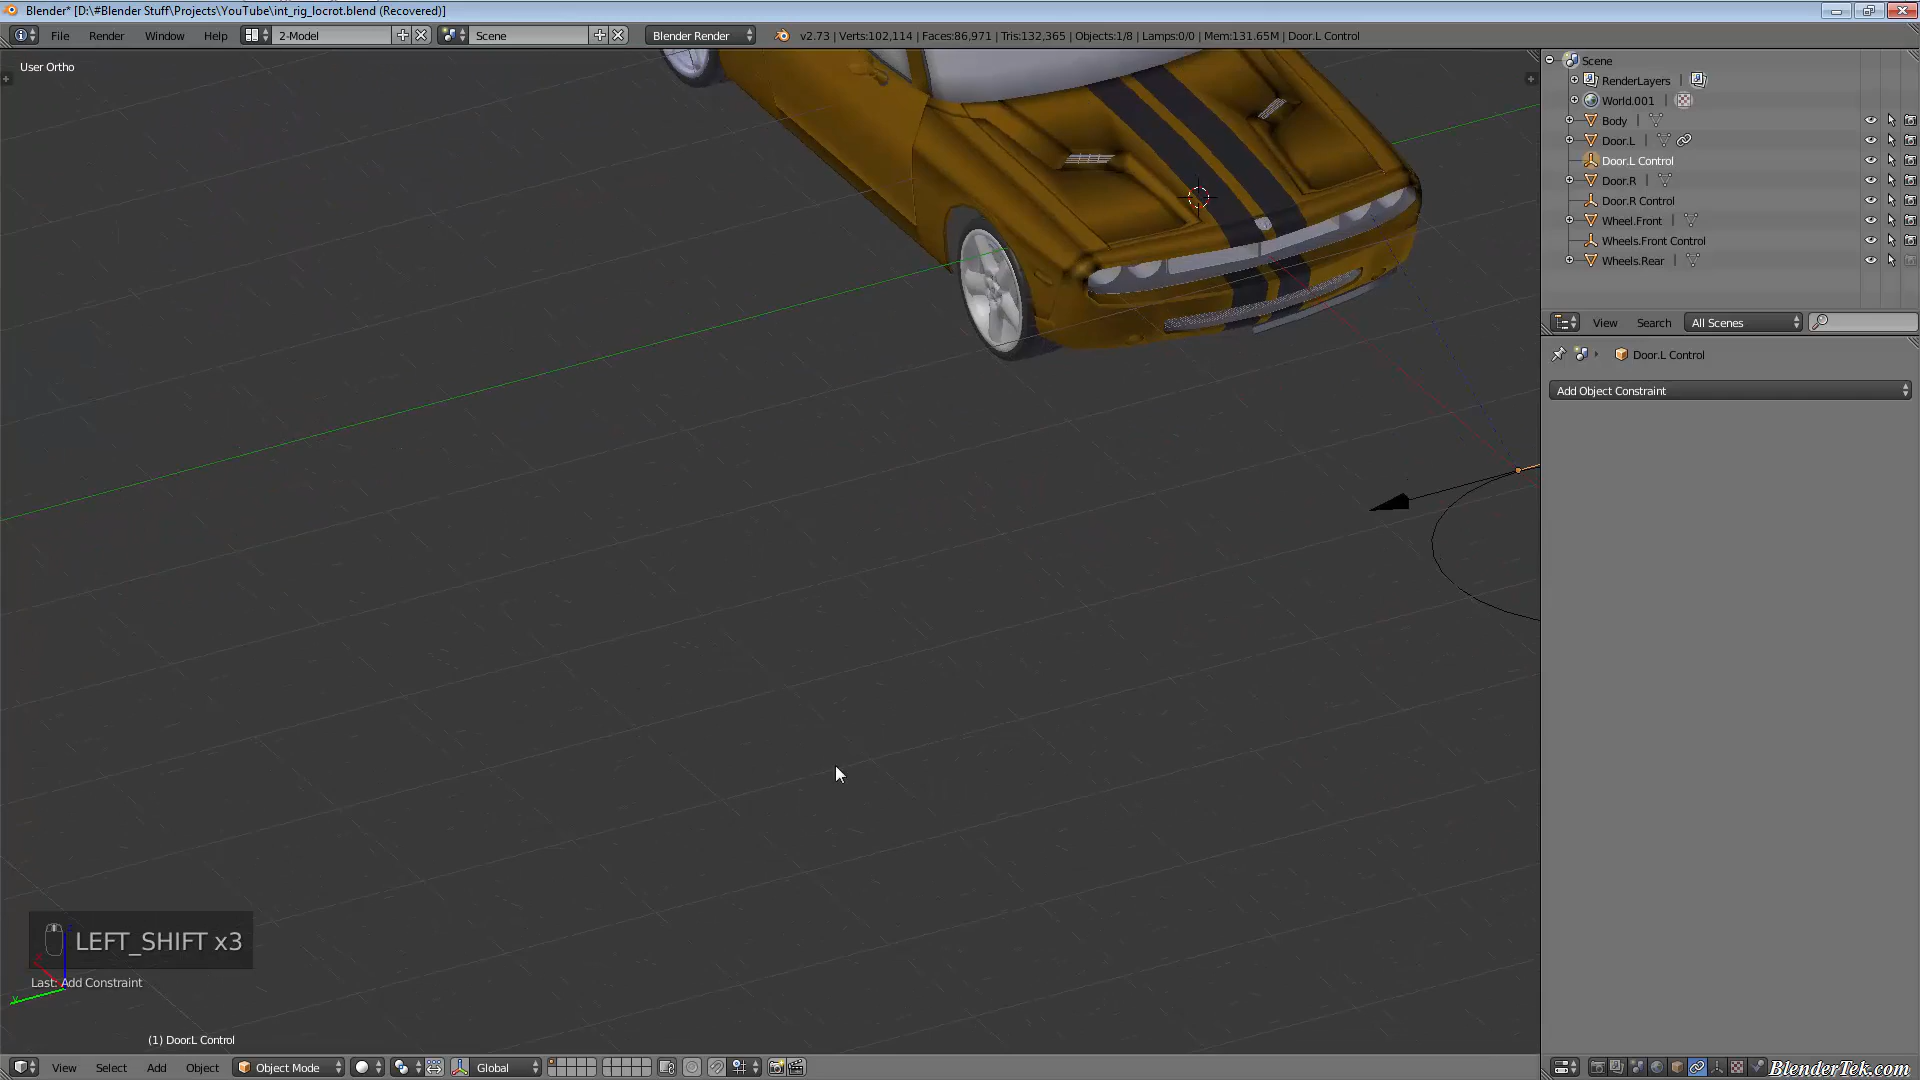 Blender* [D:\#Blender Stuff\Projects\YouTube\int_rig_locrot.blend (Recovered)]
File Render Window Help 2-Model Scene Blender Render v2.73 | Verts:102,114 | Faces:86,971 | Tris:132,365 | Objects:1/8 | Lamps:0/0 | Mem:131.65M | Door.L Control
User Ortho
Scene
RenderLayers
World.001
Body
Door.L
Door.L Control
Door.R
Door.R Control
Wheel.Front
Wheels.Front Control
Wheels.Rear
View Search All Scenes
Door.L Control
Add Object Constraint
LEFT_SHIFT x3
Last: Add Constraint
(1) Door.L Control
View Select Add Object Object Mode Global
BlenderTek.com